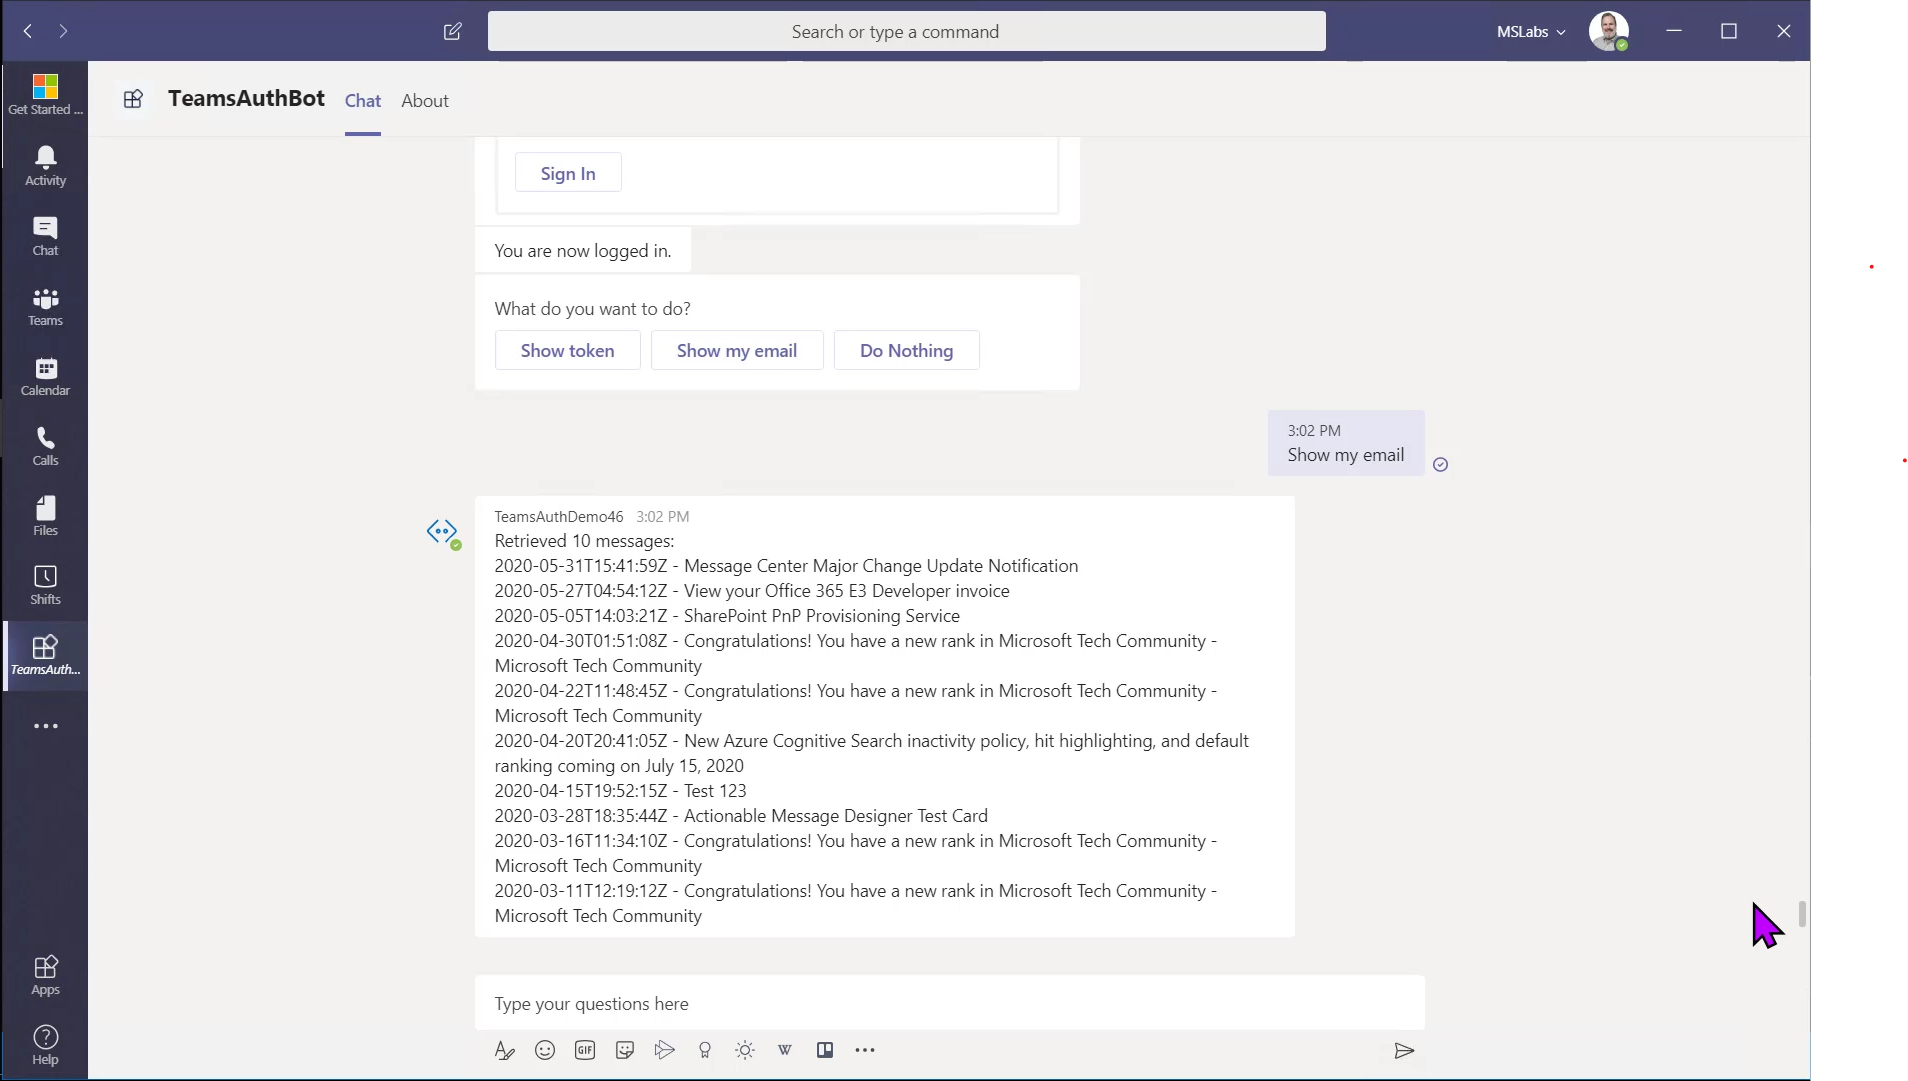 Search or type a command
MSLabs
Get Started ...
Activity
Chat
Teams
Calendar
Calls
Files
Shifts
TeamsAuth...
Apps
Help
TeamsAuthBot
Chat
About
Sign In
You are now logged in.
What do you want to do?
Show token
Show my email
Do Nothing
3:02 PM
Show my email
TeamsAuthDemo46 3:02 PM
Retrieved 10 messages:
2020-05-31T15:41:59Z - Message Center Major Change Update Notification
2020-05-27T04:54:12Z - View your Office 365 E3 Developer invoice
2020-05-05T14:03:21Z - SharePoint PnP Provisioning Service
2020-04-30T01:51:08Z - Congratulations! You have a new rank in Microsoft Tech Community -
Microsoft Tech Community
2020-04-22T11:48:45Z - Congratulations! You have a new rank in Microsoft Tech Community -
Microsoft Tech Community
2020-04-20T20:41:05Z - New Azure Cognitive Search inactivity policy, hit highlighting, and default
ranking coming on July 15, 2020
2020-04-15T19:52:15Z - Test 123
2020-03-28T18:35:44Z - Actionable Message Designer Test Card
2020-03-16T11:34:10Z - Congratulations! You have a new rank in Microsoft Tech Community -
Microsoft Tech Community
2020-03-11T12:19:12Z - Congratulations! You have a new rank in Microsoft Tech Community -
Microsoft Tech Community
Type your questions here
GIF
W